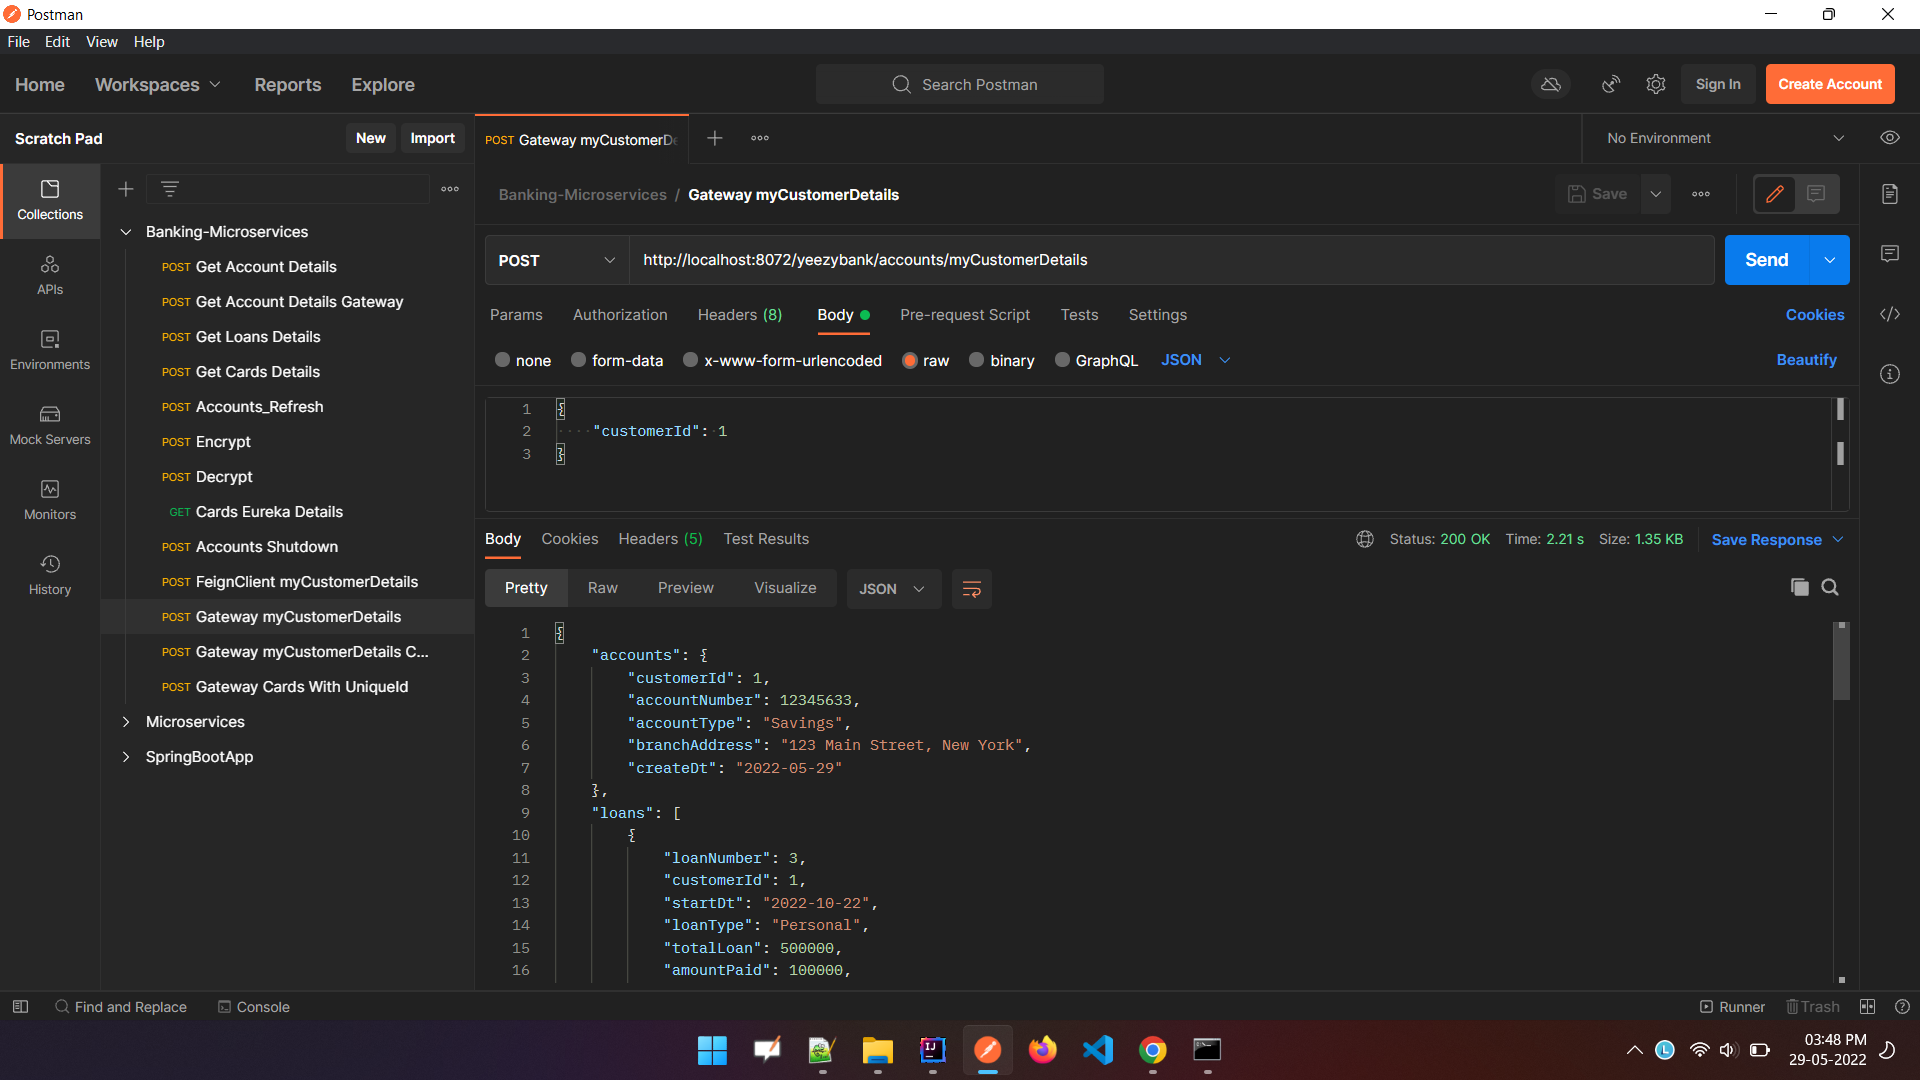 Postman
File Edit View Help
Home Workspaces Reports Explore Search Postman Sign In Create Account
Scratch Pad New Import POST Gateway myCustomerDe No Environment
Collections
APIs
Environments
Mock Servers
Monitors
History
Banking-Microservices
POST Get Account Details
POST Get Account Details Gateway
POST Get Loans Details
POST Get Cards Details
POST Accounts_Refresh
POST Encrypt
POST Decrypt
GET Cards Eureka Details
POST Accounts Shutdown
POST FeignClient myCustomerDetails
POST Gateway myCustomerDetails
POST Gateway myCustomerDetails C...
POST Gateway Cards With UniqueId
Microservices
SpringBootApp
Banking-Microservices / Gateway myCustomerDetails Save
POST http://localhost:8072/yeezybank/accounts/myCustomerDetails Send
Params Authorization Headers (8) Body Pre-request Script Tests Settings Cookies
none form-data x-www-form-urlencoded raw binary GraphQL JSON Beautify
1 {
2 "customerId": 1
3 }
Body Cookies Headers (5) Test Results Status: 200 OK Time: 2.21 s Size: 1.35 KB Save Response
Pretty Raw Preview Visualize JSON
1 {
2 "accounts": {
3 "customerId": 1,
4 "accountNumber": 12345633,
5 "accountType": "Savings",
6 "branchAddress": "123 Main Street, New York",
7 "createDt": "2022-05-29"
8 },
9 "loans": [
10 {
11 "loanNumber": 3,
12 "customerId": 1,
13 "startDt": "2022-10-22",
14 "loanType": "Personal",
15 "totalLoan": 500000,
16 "amountPaid": 100000,
Find and Replace Console Runner Trash
IJ
L
03:48 PM
29-05-2022